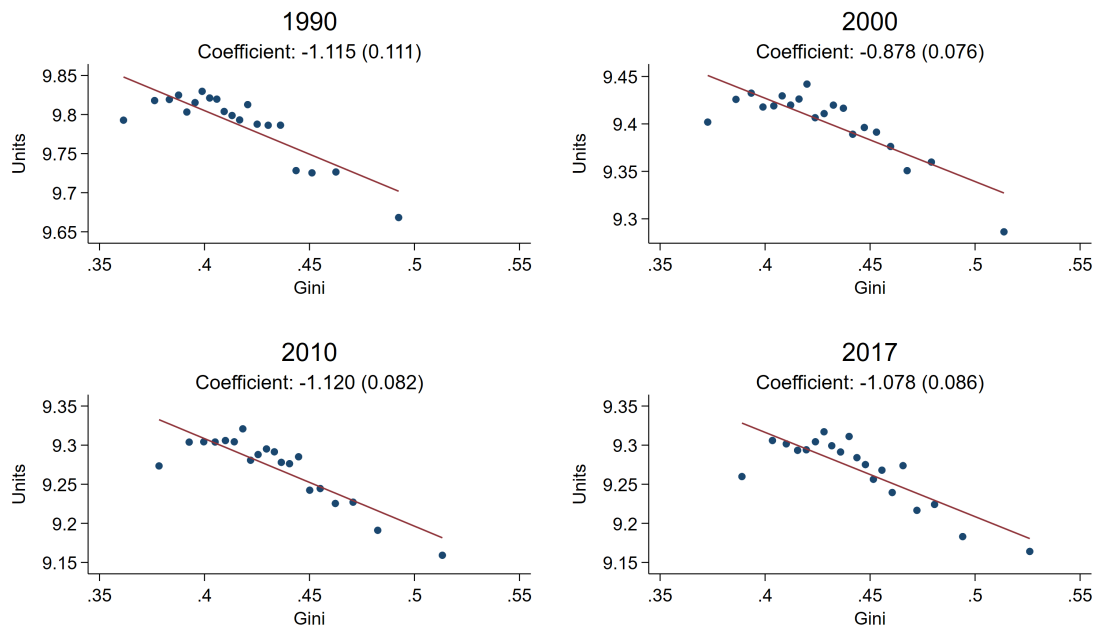 1990
Coefficient: -1.115 (0.111)
Units
9.85
9.8
9.75
9.7
9.65
.35 .4 .45 .5 .55
Gini
2000
Coefficient: -0.878 (0.076)
Units
9.45
9.4
9.35
9.3
.35 .4 .45 .5 .55
Gini
2010
Coefficient: -1.120 (0.082)
Units
9.35
9.3
9.25
9.2
9.15
.35 .4 .45 .5 .55
Gini
2017
Coefficient: -1.078 (0.086)
Units
9.35
9.3
9.25
9.2
9.15
.35 .4 .45 .5 .55
Gini